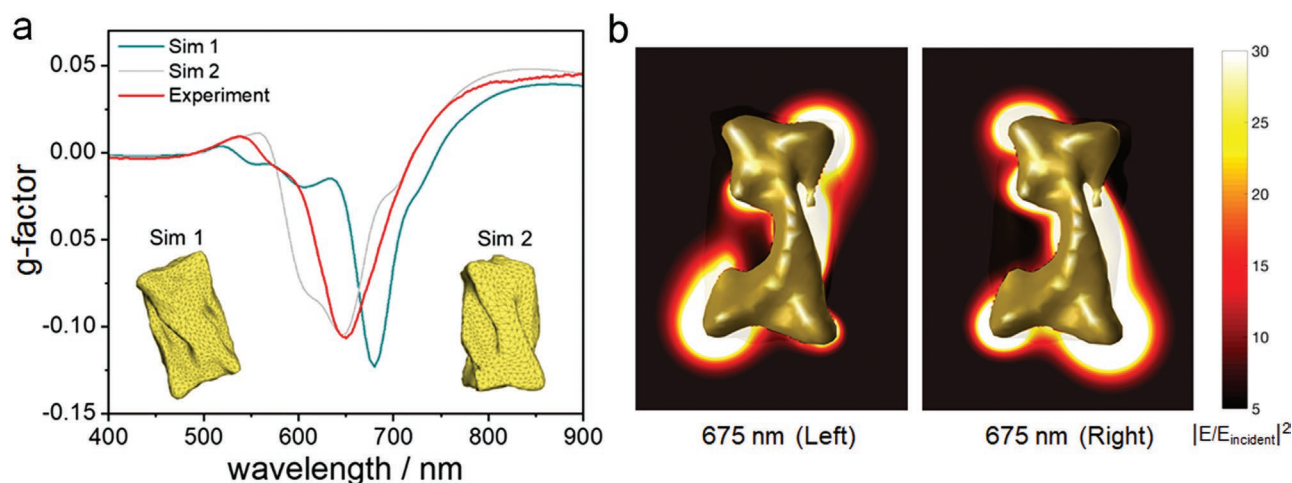 a
Sim 1
Sim 2
Experiment
g-factor
0.05
0.00
0.05
-0.10
-0.15
Sim 1
Sim 2
400 500 600 700 800 900
wavelength / nm
b
675 nm (Left)
675 nm (Right)
30
25
20
15
10
5
|E/Eincident|²